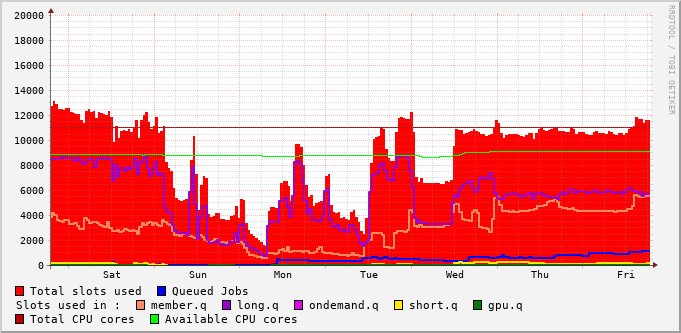 RRDTOOL / TOBI OETIKER
20000
18000
16000
14000
12000
10000
8000
6000
4000
2000
0
Sat Sun Mon Tue Wed Thu Fri
Total slots used Queued Jobs
Slots used in : member.q long.q ondemand.q short.q gpu.q
Total CPU cores Available CPU cores